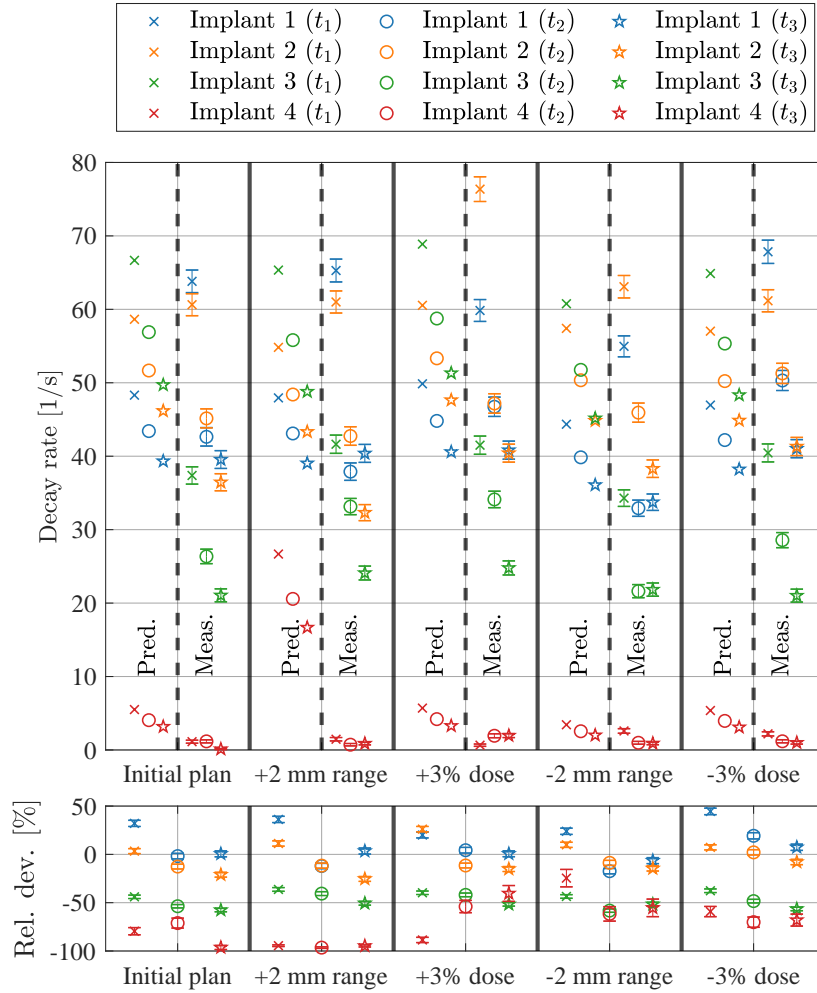 Implant 1 (t1) Implant 1 (t2) Implant 1 (t3)
Implant 2 (t1) Implant 2 (t2) Implant 2 (t3)
Implant 3 (t1) Implant 3 (t2) Implant 3 (t3)
Implant 4 (t1) Implant 4 (t2) Implant 4 (t3)
80
70
60
50
40
30
20
10
0
Decay rate [1/s]
Pred. Meas. Pred. Meas. Pred. Meas. Pred. Meas. Pred. Meas.
Initial plan +2 mm range +3% dose -2 mm range -3% dose
50
0
-50
-100
Rel. dev. [%]
Initial plan +2 mm range +3% dose -2 mm range -3% dose